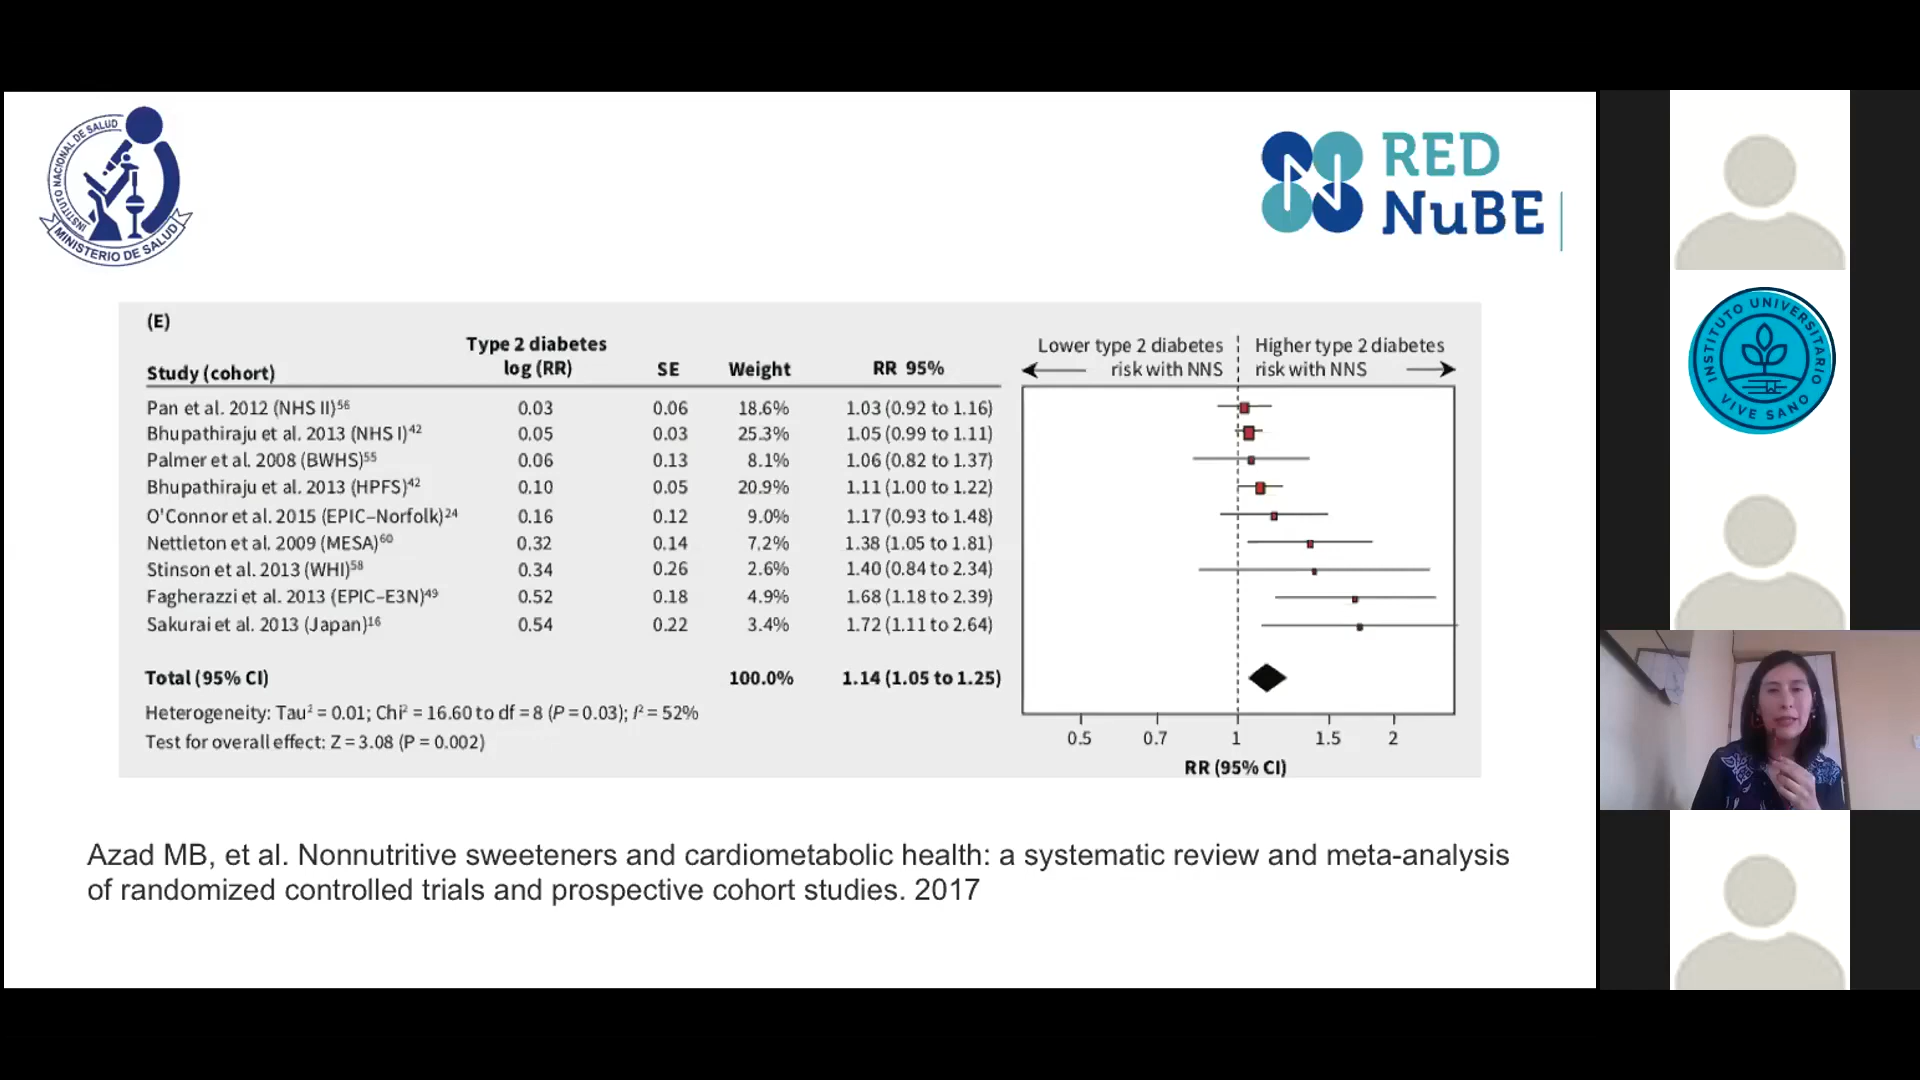 INSTITUTO NACIONAL DE SALUD
MINISTERIO DE SALUD
RED
NuBE
INSTITUTO UNIVERSITARIO
VIVE SANO
(E)
Type 2 diabetes
Study (cohort) log (RR) SE Weight RR 95%
Lower type 2 diabetes risk with NNS
Higher type 2 diabetes risk with NNS
Pan et al. 2012 (NHS II)⁵⁶ 0.03 0.06 18.6% 1.03 (0.92 to 1.16)
Bhupathiraju et al. 2013 (NHS I)⁴² 0.05 0.03 25.3% 1.05 (0.99 to 1.11)
Palmer et al. 2008 (BWHS)⁵⁵ 0.06 0.13 8.1% 1.06 (0.82 to 1.37)
Bhupathiraju et al. 2013 (HPFS)⁴² 0.10 0.05 20.9% 1.11 (1.00 to 1.22)
O'Connor et al. 2015 (EPIC–Norfolk)²⁴ 0.16 0.12 9.0% 1.17 (0.93 to 1.48)
Nettleton et al. 2009 (MESA)⁶⁰ 0.32 0.14 7.2% 1.38 (1.05 to 1.81)
Stinson et al. 2013 (WHI)⁵⁸ 0.34 0.26 2.6% 1.40 (0.84 to 2.34)
Fagherazzi et al. 2013 (EPIC–E3N)⁴⁹ 0.52 0.18 4.9% 1.68 (1.18 to 2.39)
Sakurai et al. 2013 (Japan)¹⁶ 0.54 0.22 3.4% 1.72 (1.11 to 2.64)
Total (95% CI) 100.0% 1.14 (1.05 to 1.25)
Heterogeneity: Tau² = 0.01; Chi² = 16.60 to df = 8 (P = 0.03); I² = 52%
Test for overall effect: Z = 3.08 (P = 0.002)
0.5 0.7 1 1.5 2
RR (95% CI)
Azad MB, et al. Nonnutritive sweeteners and cardiometabolic health: a systematic review and meta-analysis
of randomized controlled trials and prospective cohort studies. 2017